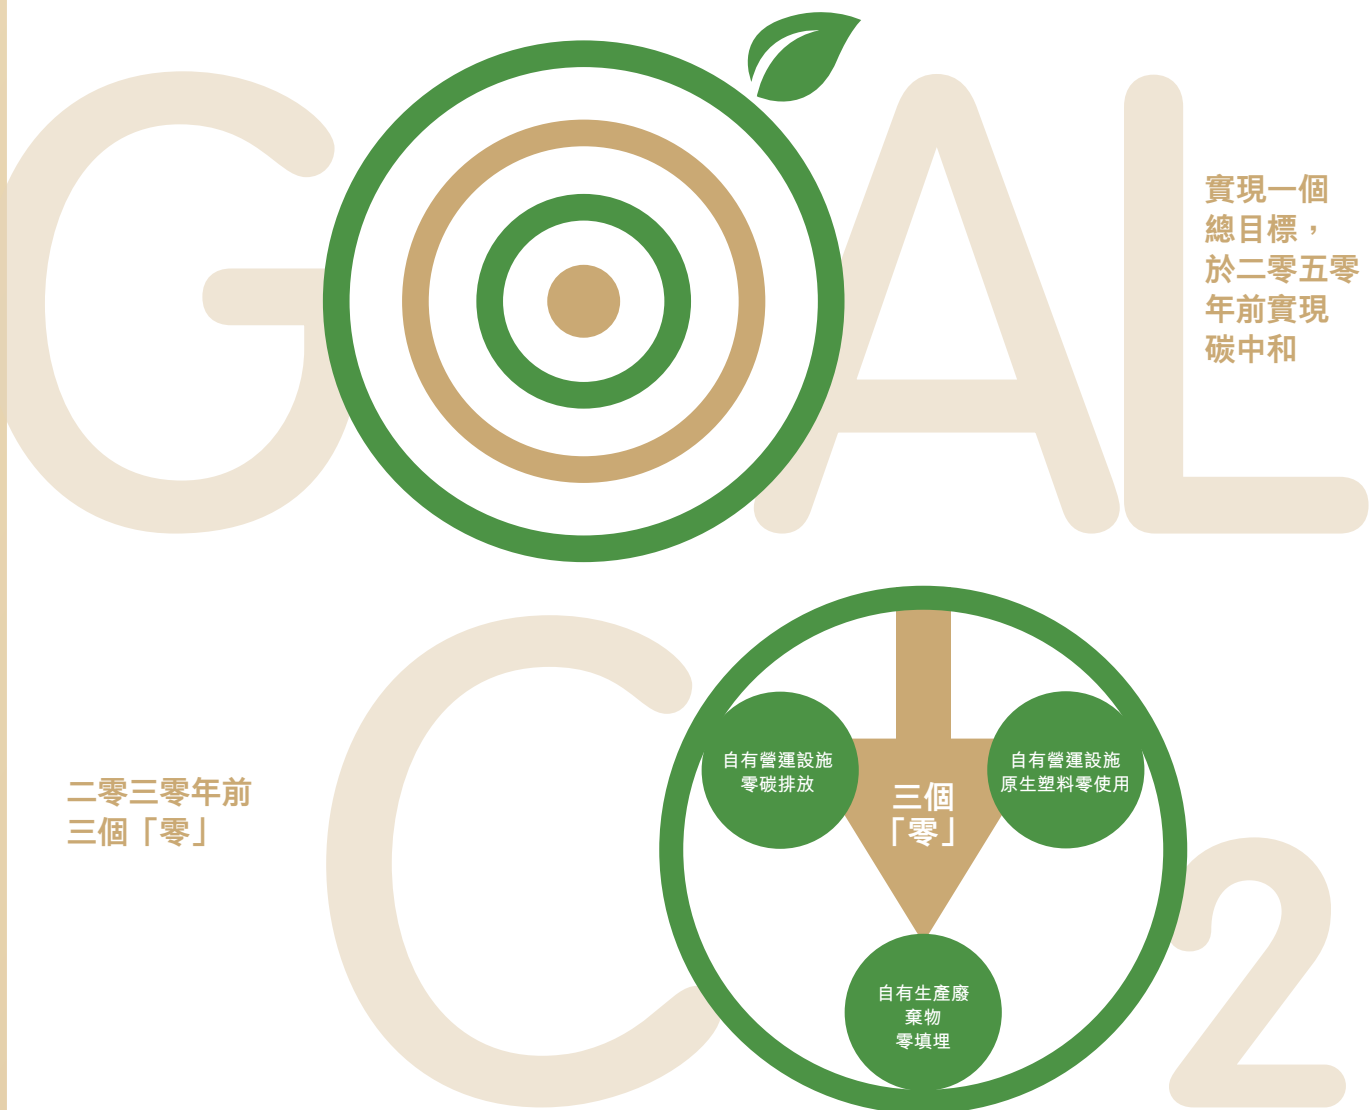 GOAL
實現一個
總目標，
於二零五零
年前實現
碳中和
CO2
二零三零年前
三個「零」
自有營運設施
零碳排放
三個
「零」
自有營運設施
原生塑料零使用
自有生產廢
棄物
零填埋